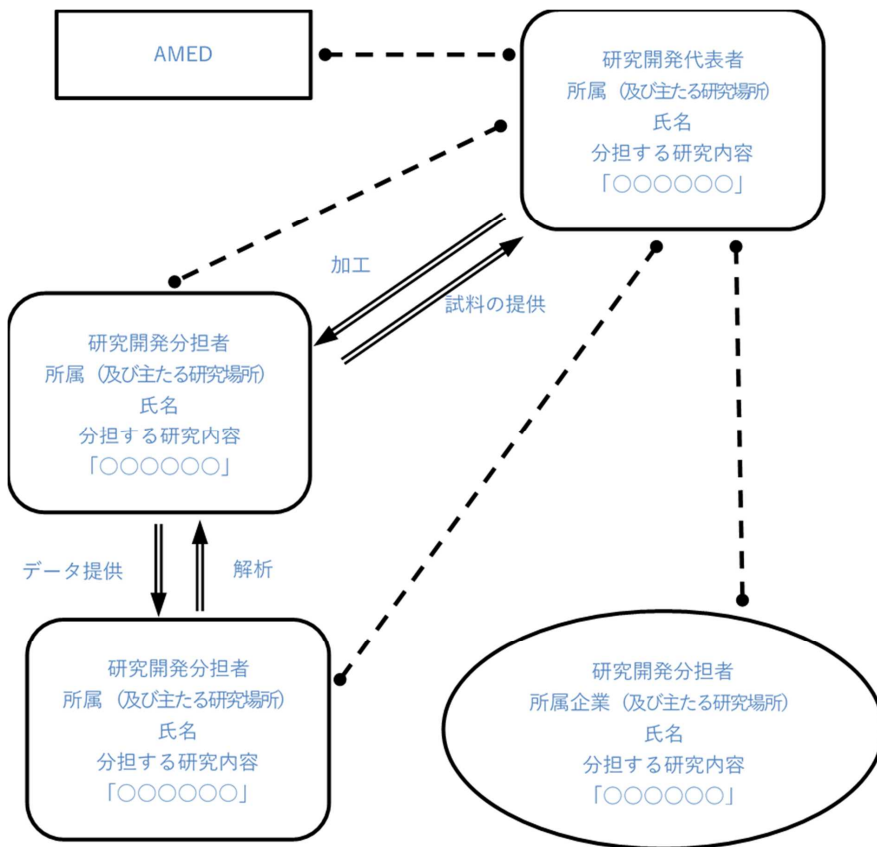 AMED
研究開発代表者
所属（及び主たる研究場所）
氏名
分担する研究内容
「○○○○○○」
加工
試料の提供
研究開発分担者
所属（及び主たる研究場所）
氏名
分担する研究内容
「○○○○○○」
データ提供
解析
研究開発分担者
所属（及び主たる研究場所）
氏名
分担する研究内容
「○○○○○○」
研究開発分担者
所属企業（及び主たる研究場所）
氏名
分担する研究内容
「○○○○○○」